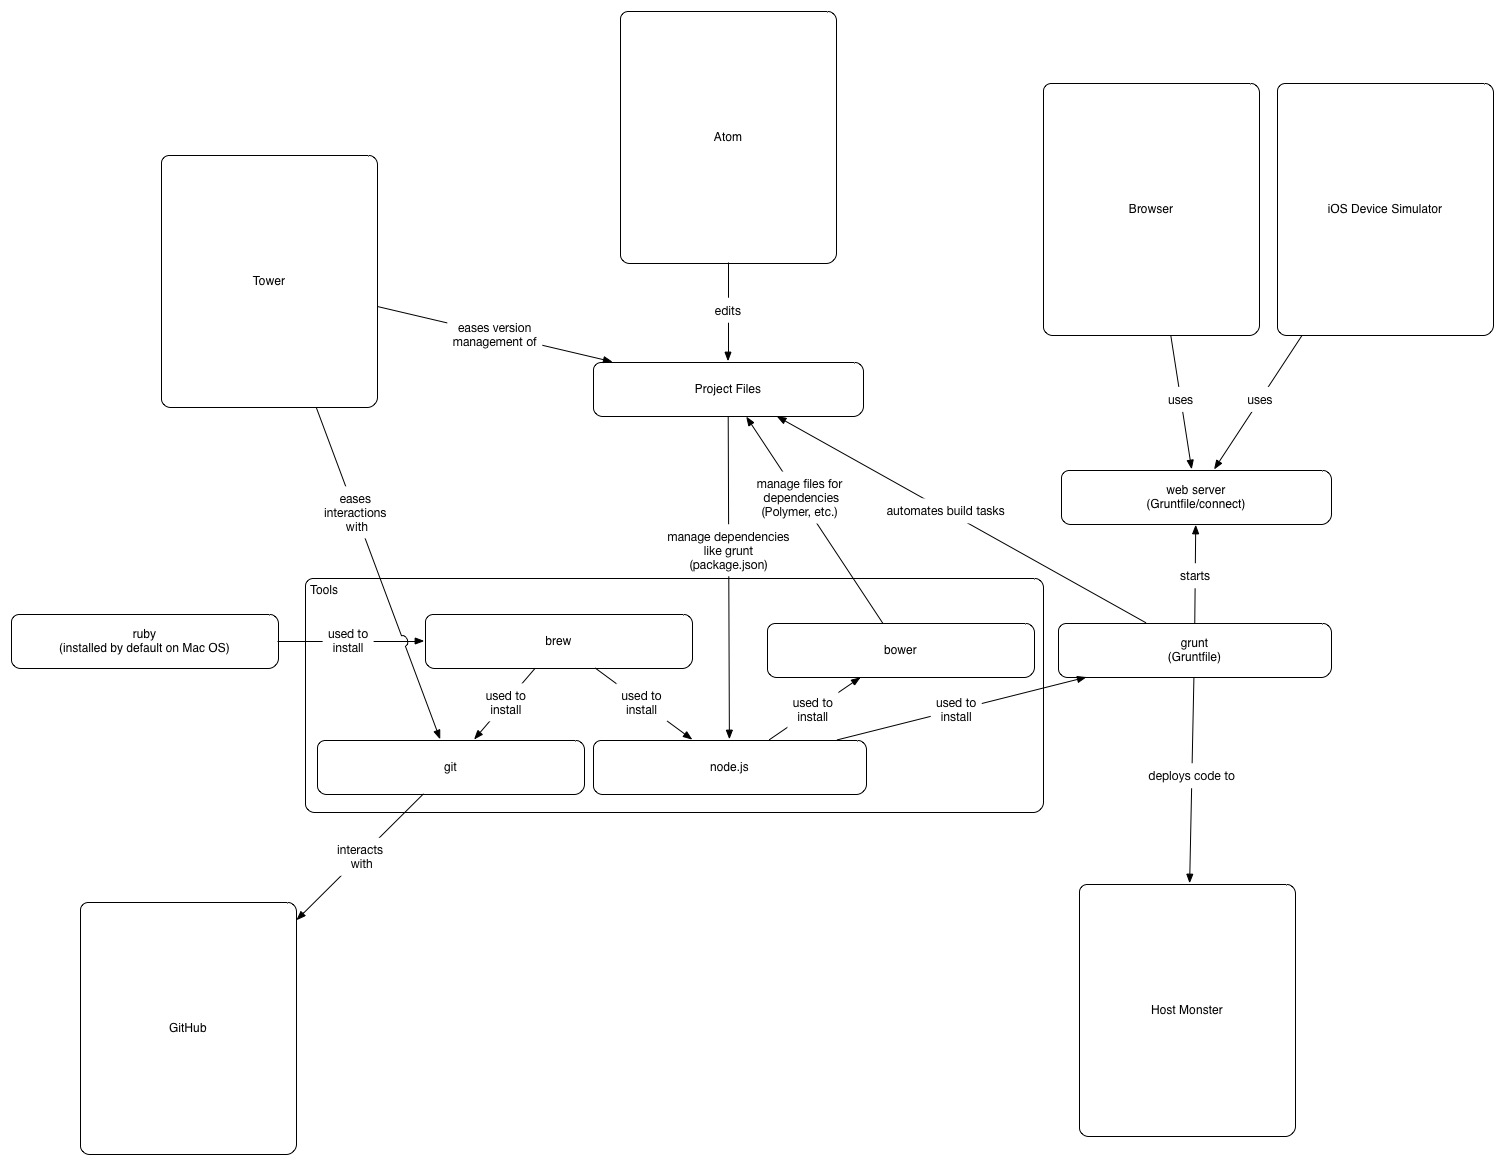 Atom
Browser
iOS Device Simulator
Tower
edits
eases version
management of
Project Files
uses
uses
manage files for
dependencies
(Polymer, etc.)
eases
interactions
with
automates build tasks
web server
(Gruntfile/connect)
manage dependencies
like grunt
(package.json)
starts
Tools
ruby
(installed by default on Mac OS)
used to
install
brew
bower
grunt
(Gruntfile)
used to
install
used to
install
used to
install
used to
install
git
node.js
deploys code to
interacts
with
GitHub
Host Monster